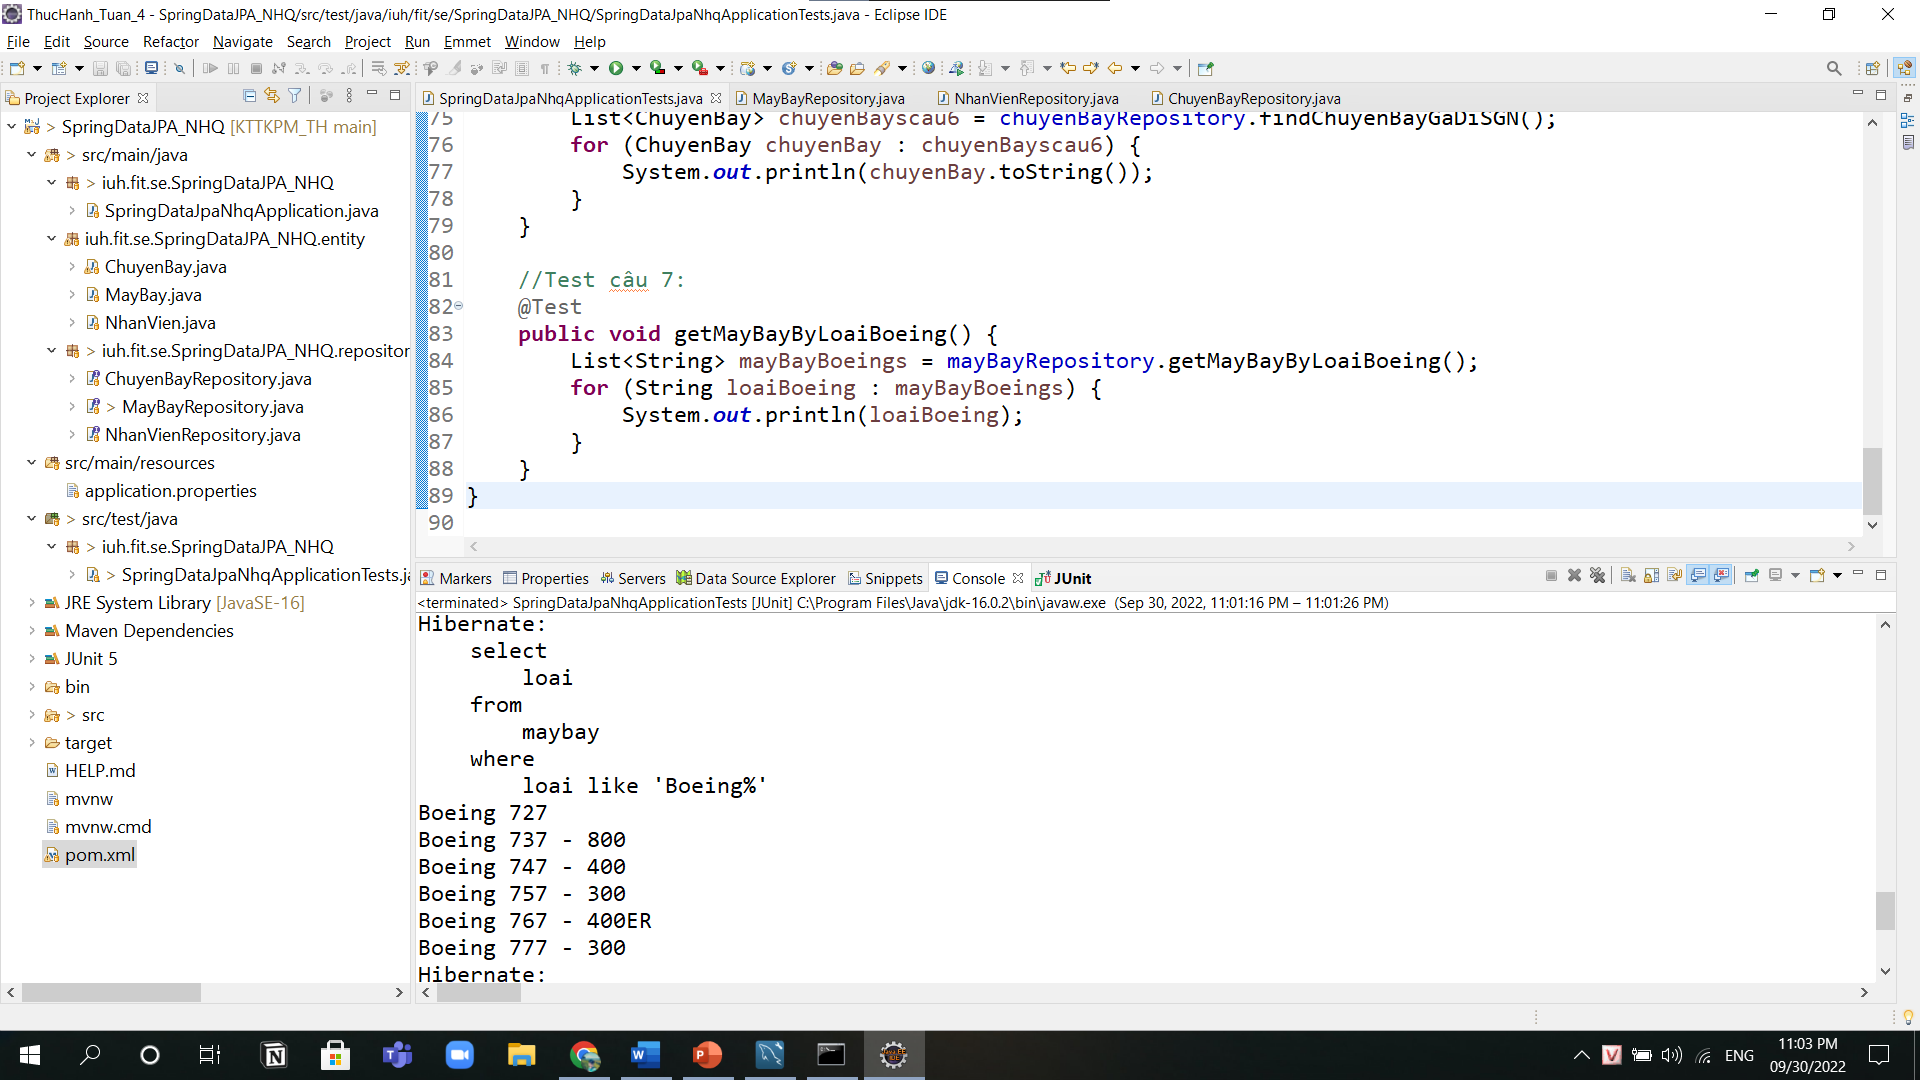 ThucHanh_Tuan_4 - SpringDataJPA_NHQ/src/test/java/iuh/fit/se/SpringDataJPA_NHQ/SpringDataJpaNhqApplicationTests.java - Eclipse IDE
File Edit Source Refactor Navigate Search Project Run Emmet Window Help
Project Explorer
SpringDataJPA_NHQ [KTTKPM_TH main]
src/main/java
iuh.fit.se.SpringDataJPA_NHQ
SpringDataJpaNhqApplication.java
iuh.fit.se.SpringDataJPA_NHQ.entity
ChuyenBay.java
MayBay.java
NhanVien.java
iuh.fit.se.SpringDataJPA_NHQ.repositor
ChuyenBayRepository.java
MayBayRepository.java
NhanVienRepository.java
src/main/resources
application.properties
src/test/java
iuh.fit.se.SpringDataJPA_NHQ
SpringDataJpaNhqApplicationTests.ja
JRE System Library [JavaSE-16]
Maven Dependencies
JUnit 5
bin
src
target
HELP.md
mvnw
mvnw.cmd
pom.xml
SpringDataJpaNhqApplicationTests.java MayBayRepository.java NhanVienRepository.java ChuyenBayRepository.java
75 List<ChuyenBay> chuyenBayscau6 = chuyenBayRepository.findChuyenBayGaDiSGN();
76 for (ChuyenBay chuyenBay : chuyenBayscau6) {
77 System.out.println(chuyenBay.toString());
78 }
79 }
80
81 //Test câu 7:
82 @Test
83 public void getMayBayByLoaiBoeing() {
84 List<String> mayBayBoeings = mayBayRepository.getMayBayByLoaiBoeing();
85 for (String loaiBoeing : mayBayBoeings) {
86 System.out.println(loaiBoeing);
87 }
88 }
89 }
90
Markers Properties Servers Data Source Explorer Snippets Console JUnit
<terminated> SpringDataJpaNhqApplicationTests [JUnit] C:\Program Files\Java\jdk-16.0.2\bin\javaw.exe (Sep 30, 2022, 11:01:16 PM – 11:01:26 PM)
Hibernate:
select
loai
from
maybay
where
loai like 'Boeing%'
Boeing 727
Boeing 737 - 800
Boeing 747 - 400
Boeing 757 - 300
Boeing 767 - 400ER
Boeing 777 - 300
Hibernate:
ENG
11:03 PM
09/30/2022